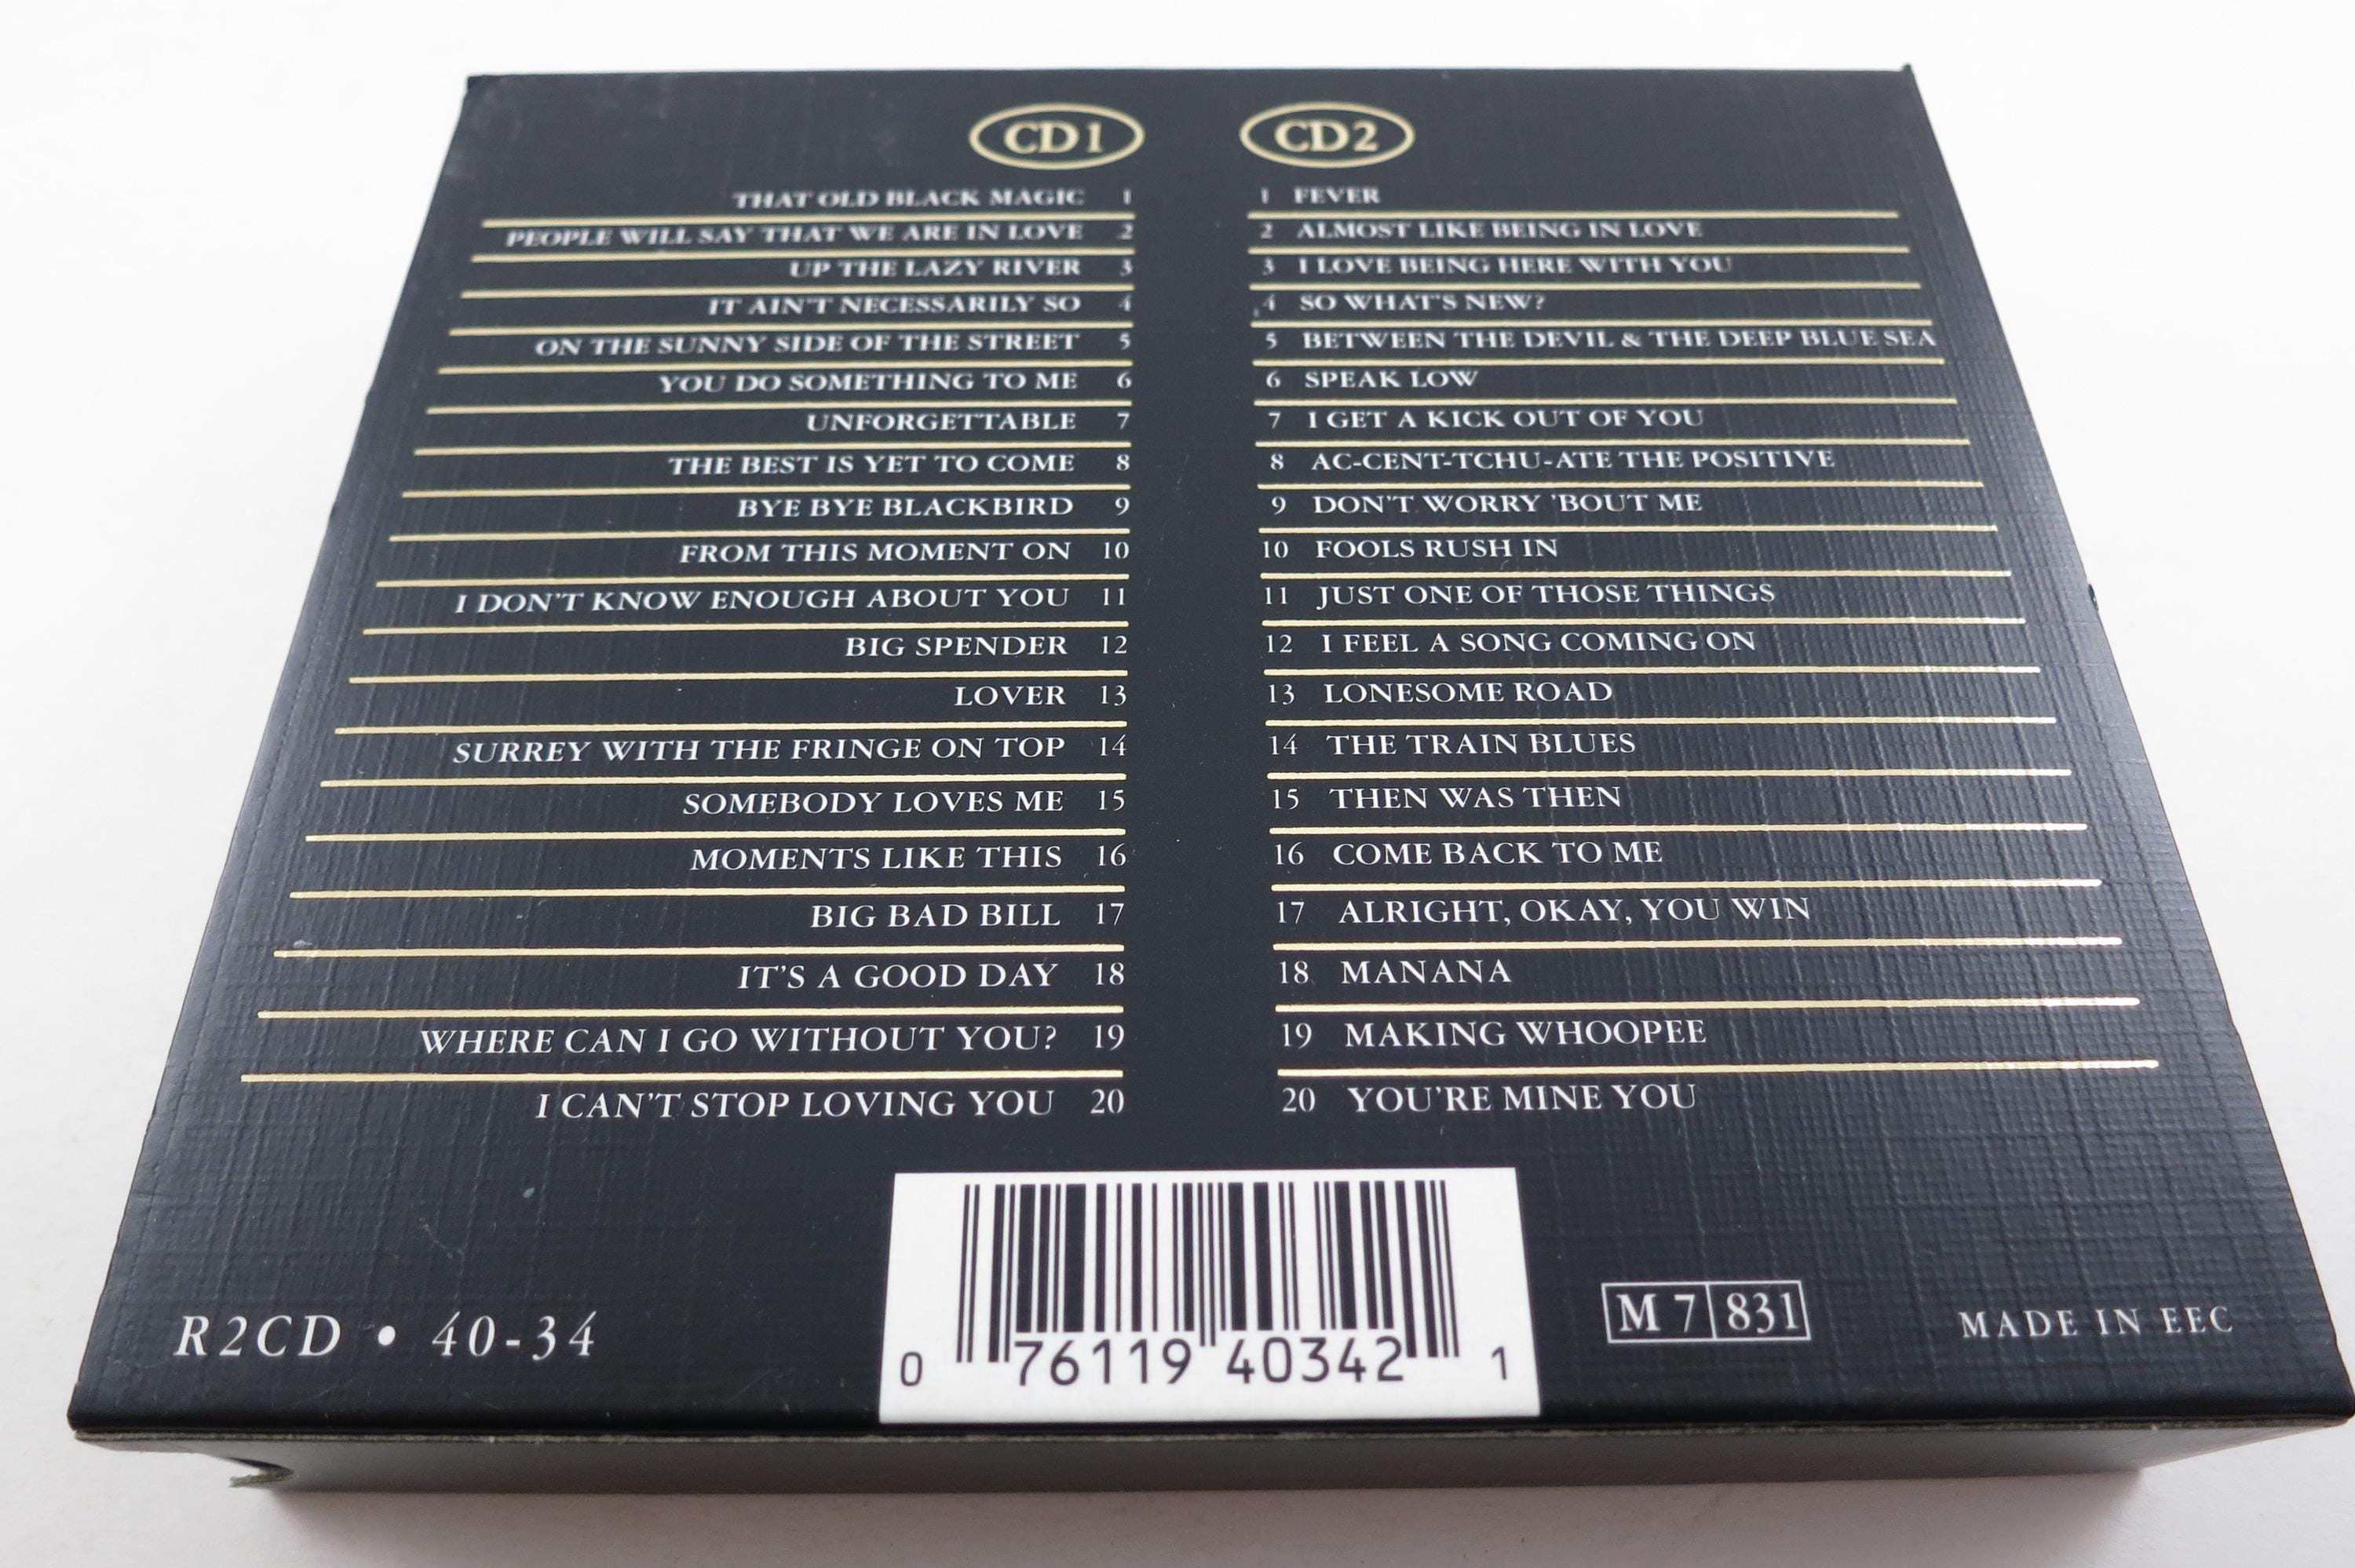 CD 1
THAT OLD BLACK MAGIC 1
PEOPLE WILL SAY THAT WE ARE IN LOVE 2
UP THE LAZY RIVER 3
IT AIN'T NECESSARILY SO 4
ON THE SUNNY SIDE OF THE STREET 5
YOU DO SOMETHING TO ME 6
UNFORGETTABLE 7
THE BEST IS YET TO COME 8
BYE BYE BLACKBIRD 9
FROM THIS MOMENT ON 10
I DON'T KNOW ENOUGH ABOUT YOU 11
BIG SPENDER 12
LOVER 13
SURREY WITH THE FRINGE ON TOP 14
SOMEBODY LOVES ME 15
MOMENTS LIKE THIS 16
BIG BAD BILL 17
IT'S A GOOD DAY 18
WHERE CAN I GO WITHOUT YOU? 19
I CAN'T STOP LOVING YOU 20
CD 2
1 FEVER
2 ALMOST LIKE BEING IN LOVE
3 I LOVE BEING HERE WITH YOU
4 SO WHAT'S NEW?
5 BETWEEN THE DEVIL & THE DEEP BLUE SEA
6 SPEAK LOW
7 I GET A KICK OUT OF YOU
8 AC-CENT-TCHU-ATE THE POSITIVE
9 DON'T WORRY 'BOUT ME
10 FOOLS RUSH IN
11 JUST ONE OF THOSE THINGS
12 I FEEL A SONG COMING ON
13 LONESOME ROAD
14 THE TRAIN BLUES
15 THEN WAS THEN
16 COME BACK TO ME
17 ALRIGHT, OKAY, YOU WIN
18 MANANA
19 MAKING WHOOPEE
20 YOU'RE MINE YOU
R2CD • 40-34
0 76119 40342 1
M 7 831
MADE IN EEC